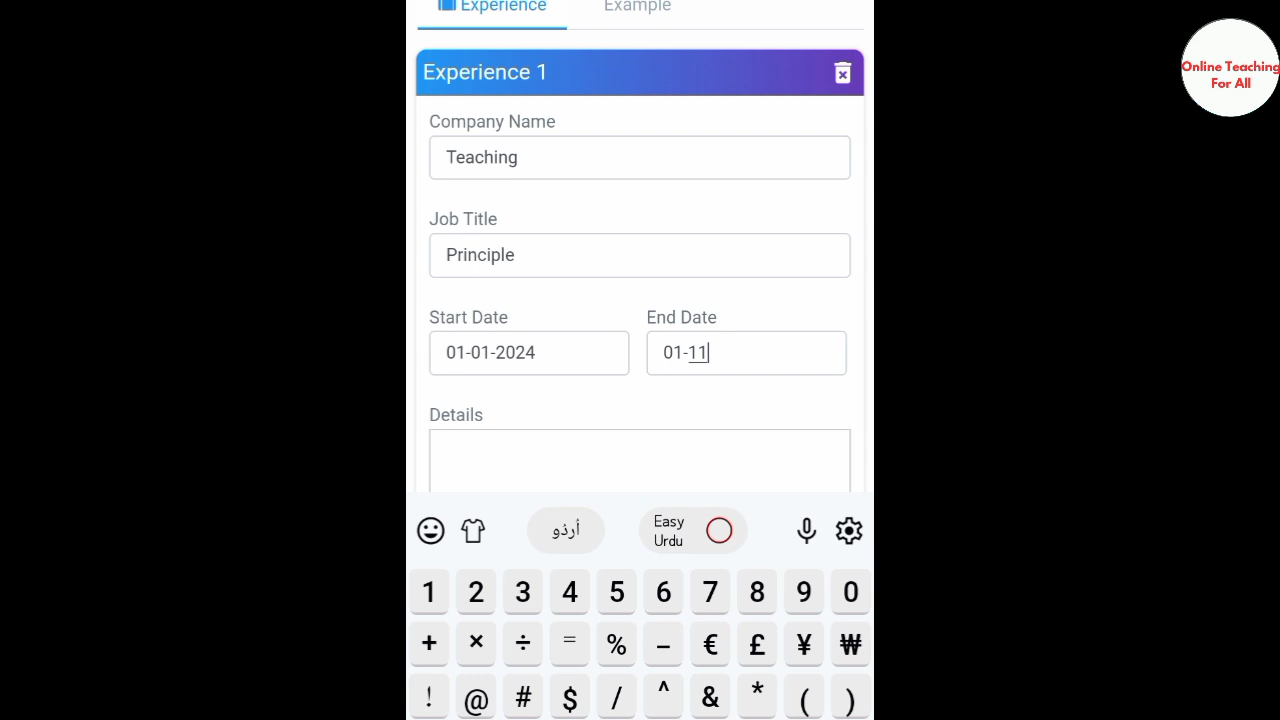 Experience
Example
Online Teaching
For All
Experience 1
Company Name
Teaching
Job Title
Principle
Start Date
End Date
01-01-2024
01-11
Details
اُردُو
Easy
Urdu
1 2 3 4 5 6 7 8 9 0
+ × ÷ = % − € £ ¥ ₩
! @ # $ / ^ & * ( )